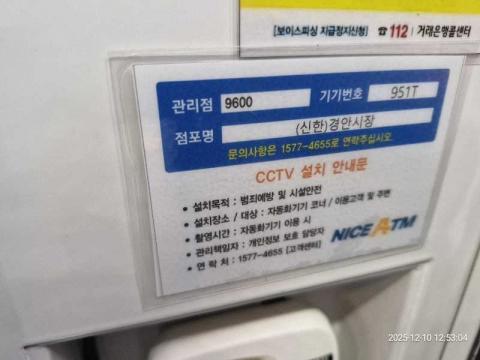 [보이스피싱 지급정지신청] ☎ 112 | 거래은행콜센터
관리점 9600 기기번호 951T
점포명 (신한)경안시장
문의사항은 1577-4655로 연락주십시오.
CCTV 설치 안내문
• 설치목적 : 범죄예방 및 시설안전
• 설치장소 / 대상 : 자동화기기 코너 / 이용고객 및 주변
• 촬영시간 : 자동화기기 이용 시
• 관리책임자 : 개인정보 보호 담당자
• 연 락 처 : 1577-4655 [고객센터]
NICE ATM
2025-12-10 12:53:04